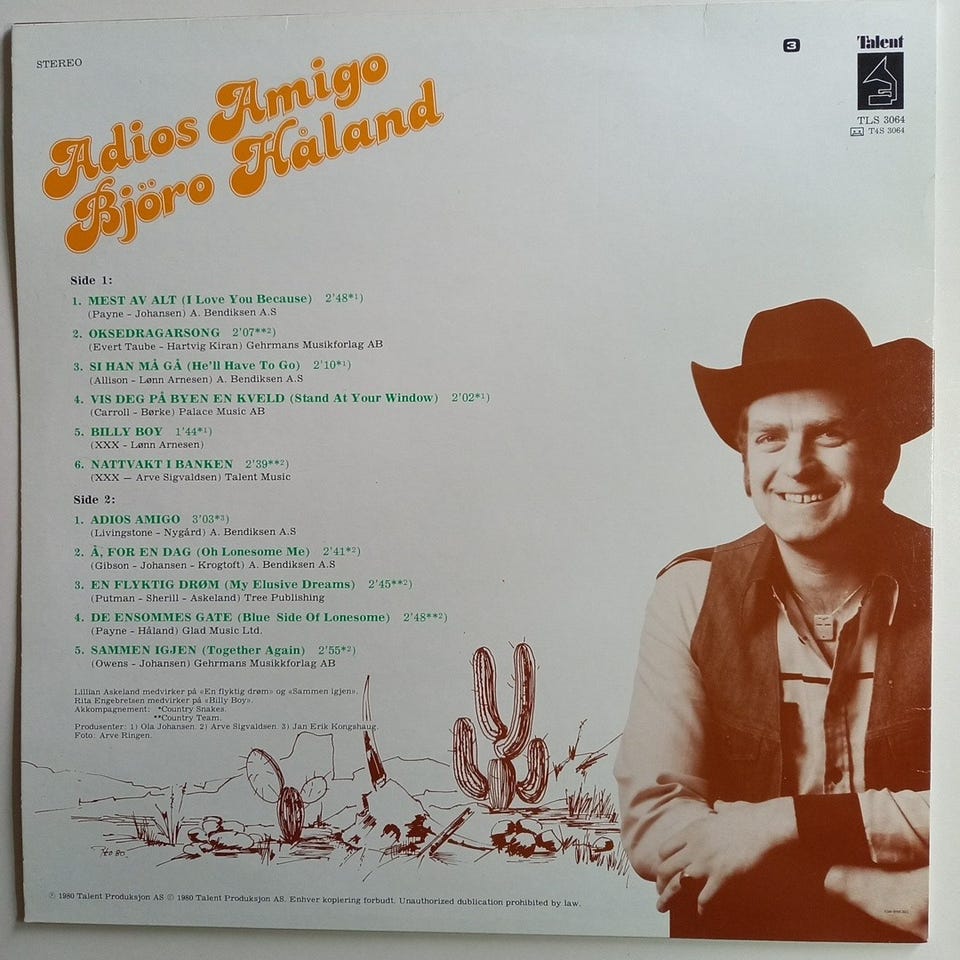 STEREO
3
Talent
TLS 3064
T4S 3064
Adios Amigo
Björo Håland
Side 1:
1. MEST AV ALT (I Love You Because) 2'48*1)
(Payne - Johansen) A. Bendiksen A.S
2. OKSEDRAGARSONG 2'07**2)
(Evert Taube - Hartvig Kiran) Gehrmans Musikforlag AB
3. SI HAN MÅ GÅ (He'll Have To Go) 2'10*1)
(Allison - Lønn Arnesen) A. Bendiksen A.S
4. VIS DEG PÅ BYEN EN KVELD (Stand At Your Window) 2'02*1)
(Carroll - Børke) Palace Music AB
5. BILLY BOY 1'44*1)
(XXX - Lønn Arnesen)
6. NATTVAKT I BANKEN 2'39**2)
(XXX — Arve Sigvaldsen) Talent Music
Side 2:
1. ADIOS AMIGO 3'03*3)
(Livingstone - Nygård) A. Bendiksen A.S
2. Å, FOR EN DAG (Oh Lonesome Me) 2'41*2)
(Gibson - Johansen - Krogtoft) A. Bendiksen A.S
3. EN FLYKTIG DRØM (My Elusive Dreams) 2'45**2)
(Putman - Sherill - Askeland) Tree Publishing
4. DE ENSOMMES GATE (Blue Side Of Lonesome) 2'48**2)
(Payne - Håland) Glad Music Ltd.
5. SAMMEN IGJEN (Together Again) 2'55*2)
(Owens - Johansen) Gehrmans Musikkforlag AB
Lillian Askeland medvirker på «En flyktig drøm» og «Sammen igjen».
Rita Engebretsen medvirker på «Billy Boy».
Akkompagnement: *Country Snakes.
**Country Team.
Produsenter: 1) Ola Johansen. 2) Arve Sigvaldsen. 3) Jan Erik Kongshaug.
Foto: Arve Ringen.
℗ 1980 Talent Produksjon AS © 1980 Talent Produksjon AS. Enhver kopiering forbudt. Unauthorized dublication prohibited by law.